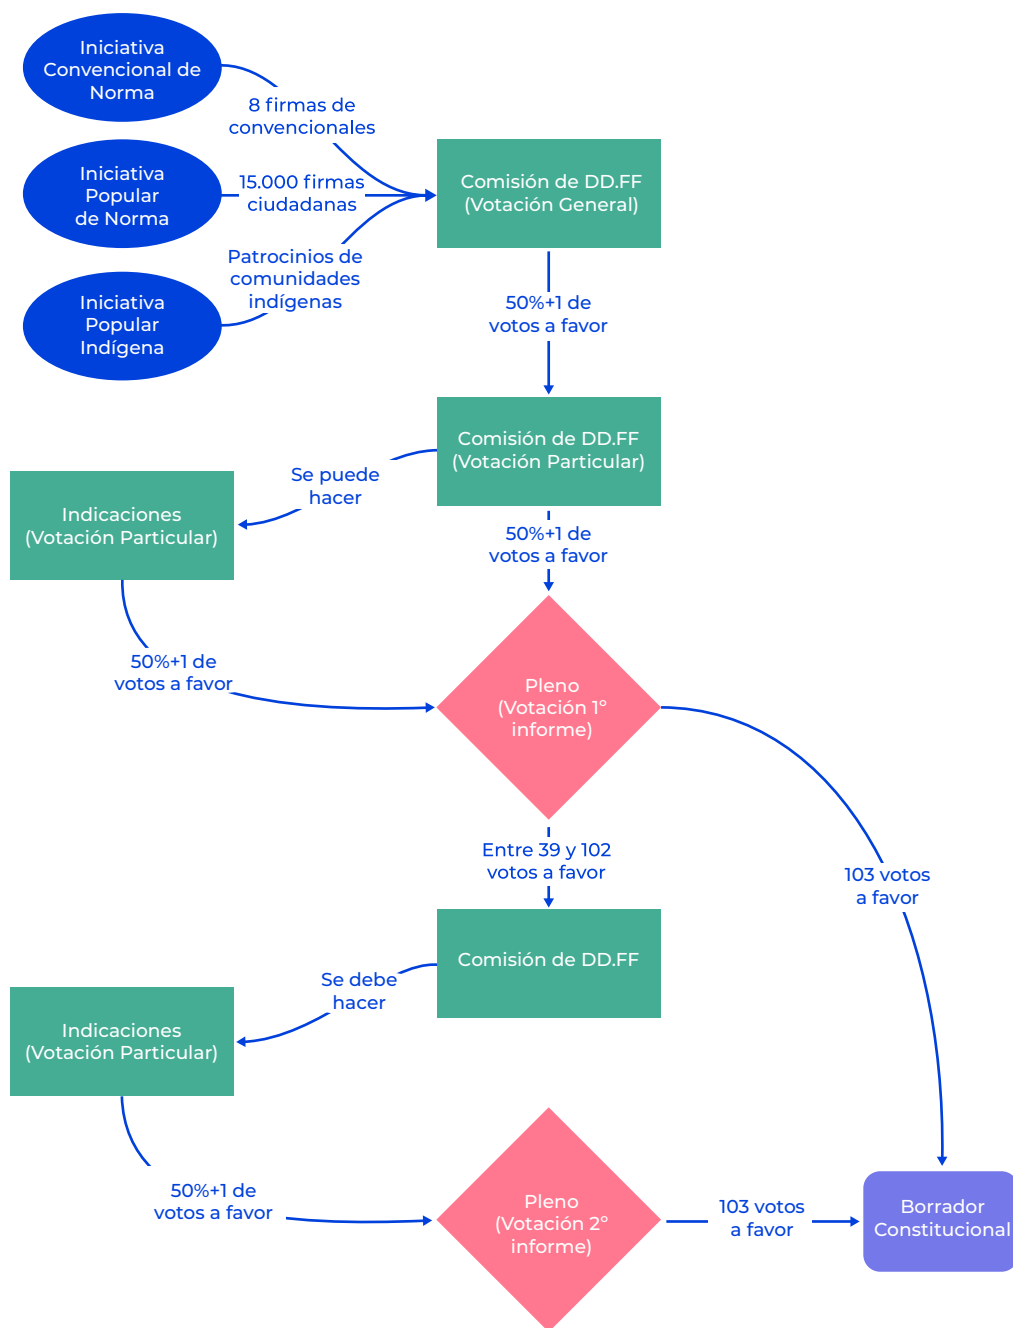 Iniciativa
Convencional de
Norma
8 firmas de
convencionales
Iniciativa
Popular
de Norma
15.000 firmas
ciudadanas
Comisión de DD.FF
(Votación General)
Iniciativa
Popular
Indígena
Patrocinios de
comunidades
indígenas
50%+1 de
votos a favor
Comisión de DD.FF
(Votación Particular)
Se puede
hacer
Indicaciones
(Votación Particular)
50%+1 de
votos a favor
50%+1 de
votos a favor
Pleno
(Votación 1º
informe)
Entre 39 y 102
votos a favor
103 votos
a favor
Comisión de DD.FF
Se debe
hacer
Indicaciones
(Votación Particular)
50%+1 de
votos a favor
Pleno
(Votación 2º
informe)
103 votos
a favor
Borrador
Constitucional